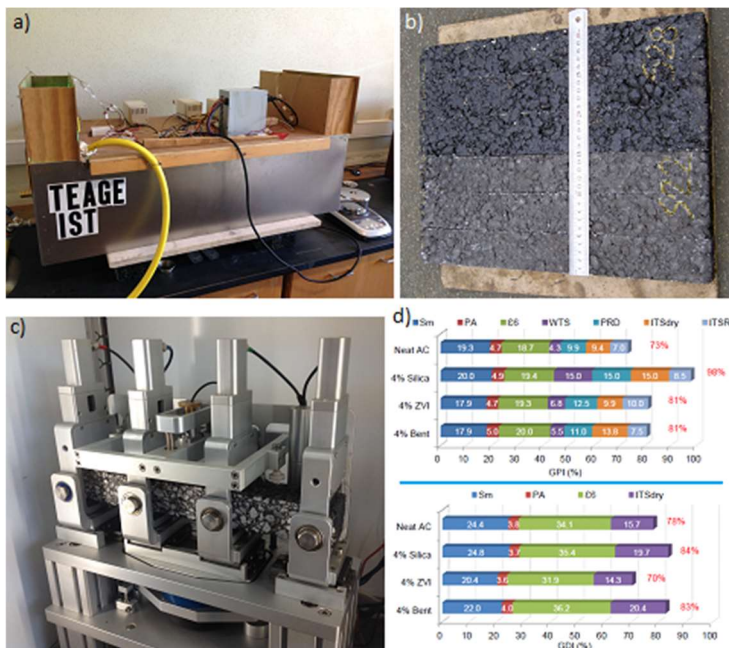 a)
TEAGE
IST
b)
c)
d)
Sm PA E6 WTS PRD ITSdry ITSR
Neat AC 19.3 4.7 18.7 4.3 9.9 9.4 7.0 73%
4% Silica 20.0 4.9 19.4 15.0 15.0 15.0 8.5 98%
4% ZVI 17.9 4.7 19.3 6.8 12.5 9.9 10.0 81%
4% Bent 17.9 5.0 20.0 5.5 11.0 13.8 7.5 81%
0 10 20 30 40 50 60 70 80 90 100
GPI (%)
Sm PA E6 ITSdry
Neat AC 24.4 3.8 34.1 15.7 78%
4% Silica 24.8 3.7 35.4 19.7 84%
4% ZVI 20.4 3.6 31.9 14.3 70%
4% Bent 22.0 4.0 36.2 20.4 83%
0 10 20 30 40 50 60 70 80 90 100
GDI (%)